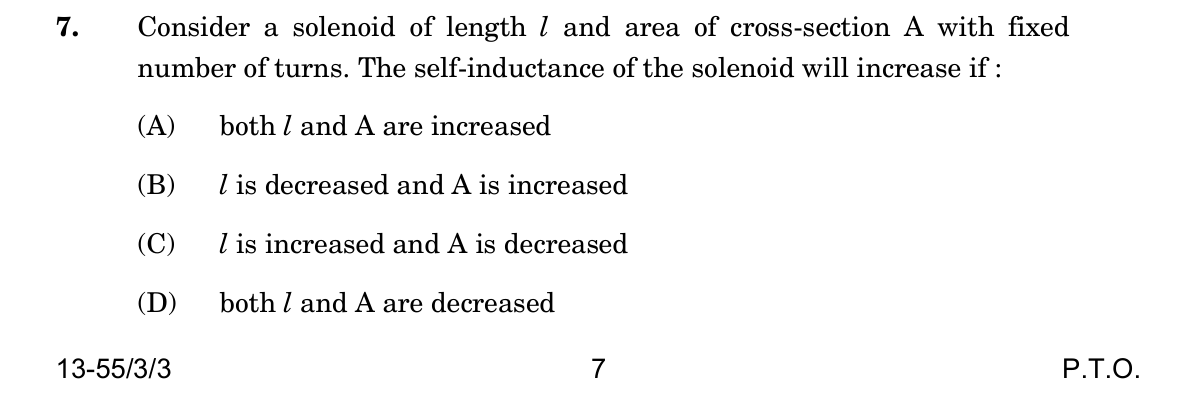 7. Consider a solenoid of length l and area of cross-section A with fixed
number of turns. The self-inductance of the solenoid will increase if :
(A) both l and A are increased
(B) l is decreased and A is increased
(C) l is increased and A is decreased
(D) both l and A are decreased
13-55/3/3 7 P.T.O.